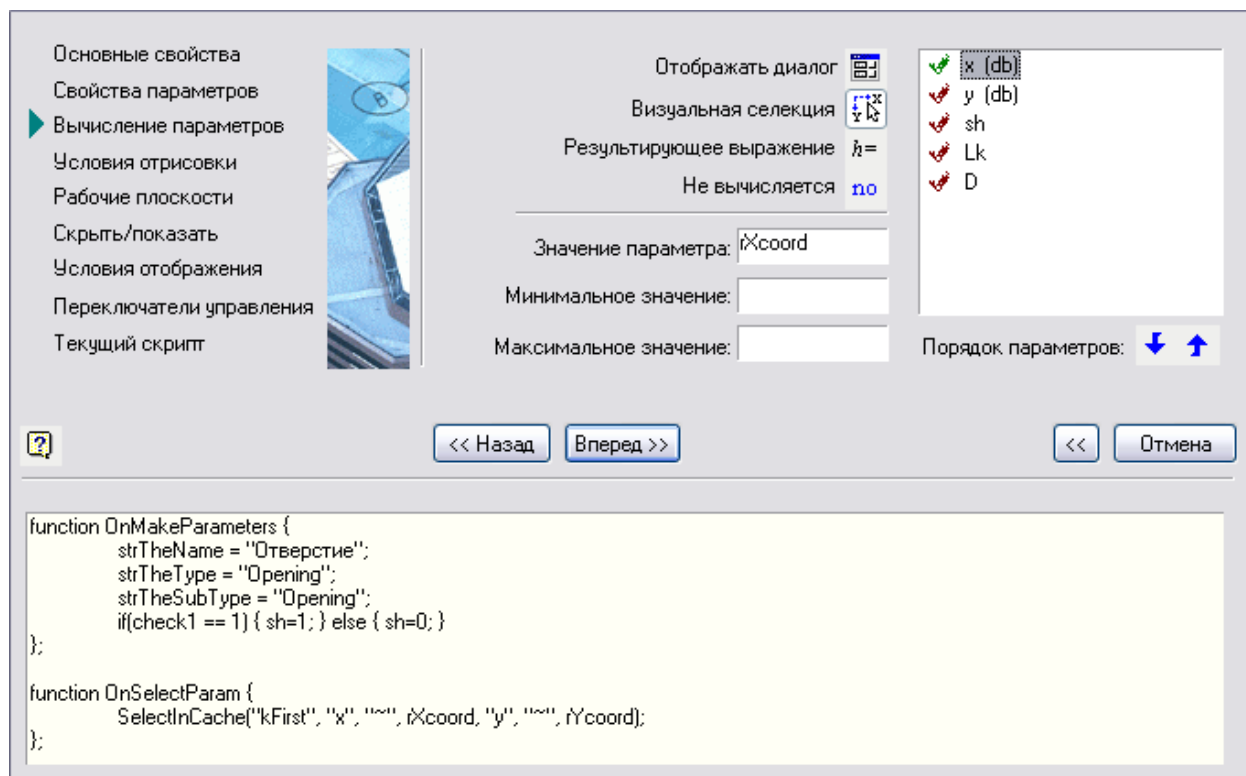 Основные свойства
Свойства параметров
Вычисление параметров
Условия отрисовки
Рабочие плоскости
Скрыть/показать
Условия отображения
Переключатели управления
Текущий скрипт
B
Отображать диалог
Визуальная селекция
Результирующее выражение h=
Не вычисляется no
Значение параметра: rXcoord
Минимальное значение:
Максимальное значение:
x (db)
y (db)
sh
Lk
D
Порядок параметров:
?
<< Назад
Вперед >>
<<
Отмена
function OnMakeParameters {
strTheName = "Отверстие";
strTheType = "Opening";
strTheSubType = "Opening";
if(check1 == 1) { sh=1; } else { sh=0; }
};
function OnSelectParam {
SelectInCache("kFirst", "x", "~", rXcoord, "y", "~", rYcoord);
};